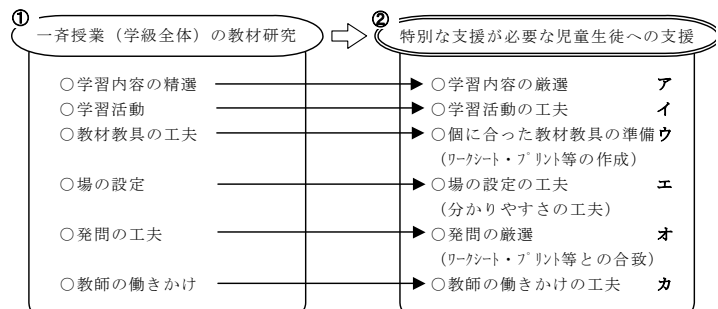 ① ②
一斉授業（学級全体）の教材研究 特別な支援が必要な児童生徒への支援
○学習内容の精選 ○学習内容の厳選 ア
○学習活動 ○学習活動の工夫 イ
○教材教具の工夫 ○個に合った教材教具の準備 ウ
（ﾜｰｸｼｰﾄ・ﾌﾟﾘﾝﾄ等の作成）
○場の設定 ○場の設定の工夫 エ
（分かりやすさの工夫）
○発問の工夫 ○発問の厳選 オ
（ﾜｰｸｼｰﾄ・ﾌﾟﾘﾝﾄ等との合致）
○教師の働きかけ ○教師の働きかけの工夫 カ